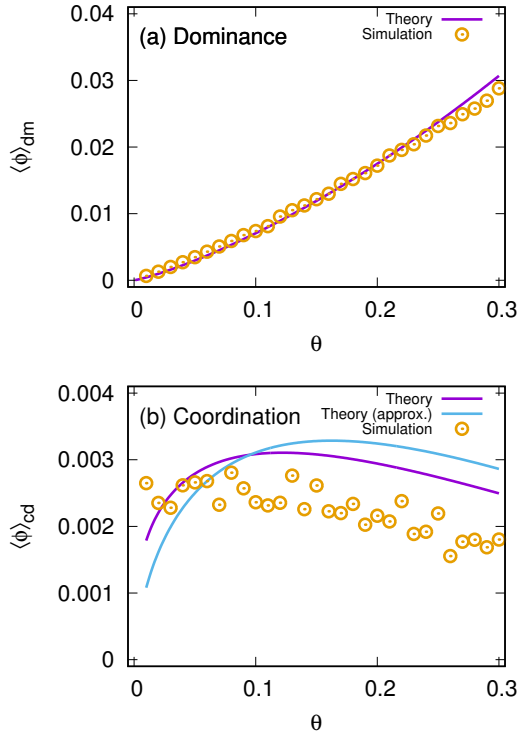 0.04
(a) Dominance
Theory
Simulation
0.03
0.02
0.01
0
⟨ϕ⟩dm
0
0.1
0.2
0.3
θ
0.004
(b) Coordination
Theory
Theory (approx.)
Simulation
0.003
0.002
0.001
0
⟨ϕ⟩cd
0
0.1
0.2
0.3
θ